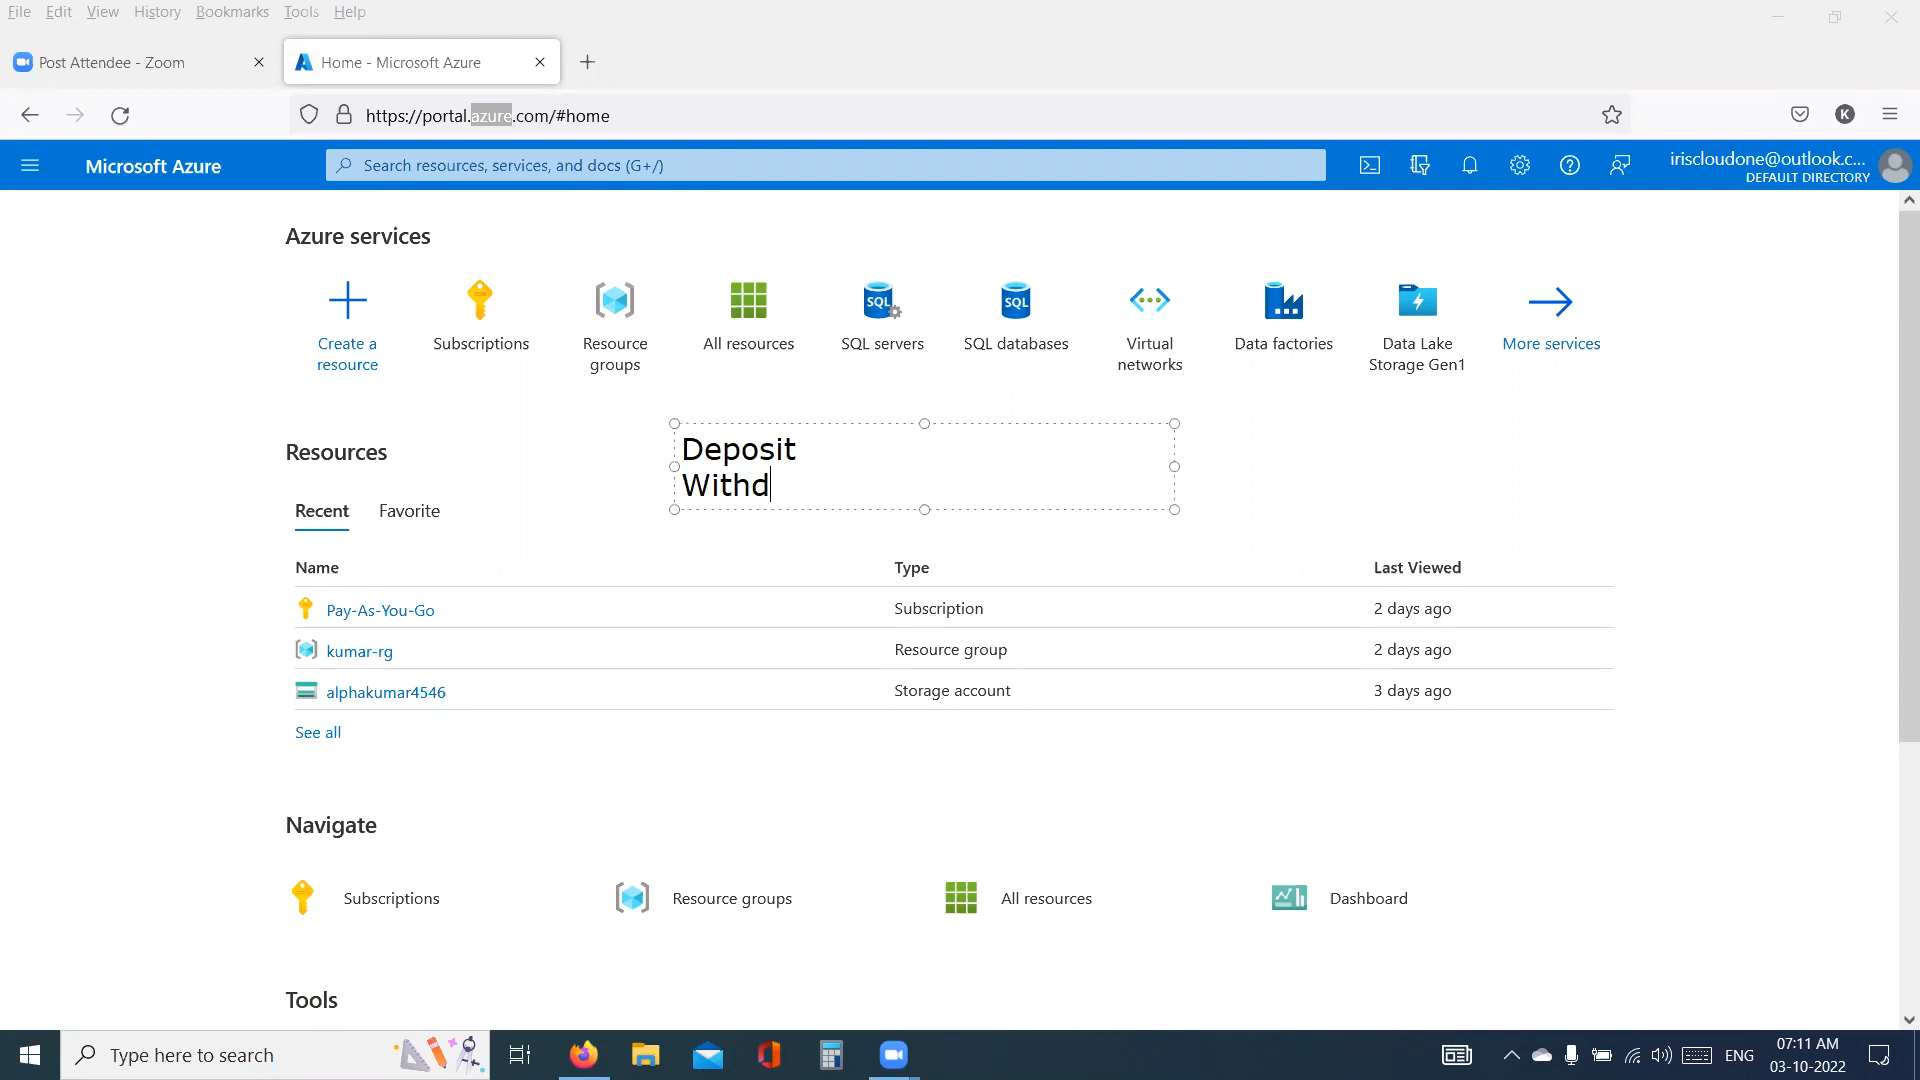 File Edit View History Bookmarks Tools Help
Post Attendee - Zoom
Home - Microsoft Azure
https://portal.azure.com/#home
K
Microsoft Azure
Search resources, services, and docs (G+/)
iriscloudone@outlook.c...
DEFAULT DIRECTORY
Azure services
Create a resource
Subscriptions
Resource groups
All resources
SQL
SQL servers
SQL
SQL databases
Virtual networks
Data factories
Data Lake Storage Gen1
More services
Deposit
Withd
Resources
Recent Favorite
Name Type Last Viewed
Pay-As-You-Go Subscription 2 days ago
kumar-rg Resource group 2 days ago
alphakumar4546 Storage account 3 days ago
See all
Navigate
Subscriptions Resource groups All resources Dashboard
Tools
Type here to search
ENG
07:11 AM
03-10-2022